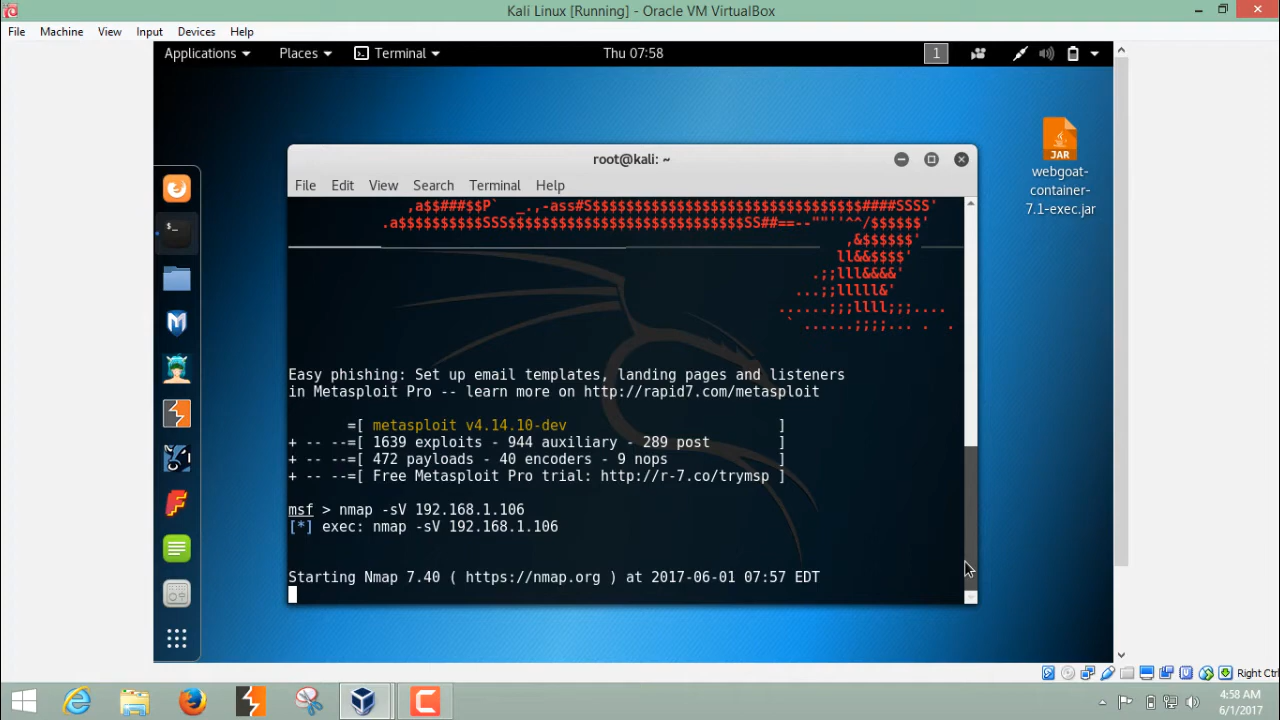 Kali Linux [Running] - Oracle VM VirtualBox
File Machine View Input Devices Help
Applications Places Terminal Thu 07:58 1
root@kali: ~
File Edit View Search Terminal Help
JAR
webgoat-
container-
7.1-exec.jar
Easy phishing: Set up email templates, landing pages and listeners
in Metasploit Pro -- learn more on http://rapid7.com/metasploit
=[ metasploit v4.14.10-dev ]
+ -- --=[ 1639 exploits - 944 auxiliary - 289 post ]
+ -- --=[ 472 payloads - 40 encoders - 9 nops ]
+ -- --=[ Free Metasploit Pro trial: http://r-7.co/trymsp ]
msf > nmap -sV 192.168.1.106
[*] exec: nmap -sV 192.168.1.106
Starting Nmap 7.40 ( https://nmap.org ) at 2017-06-01 07:57 EDT
Right Ctrl
4:58 AM
6/1/2017